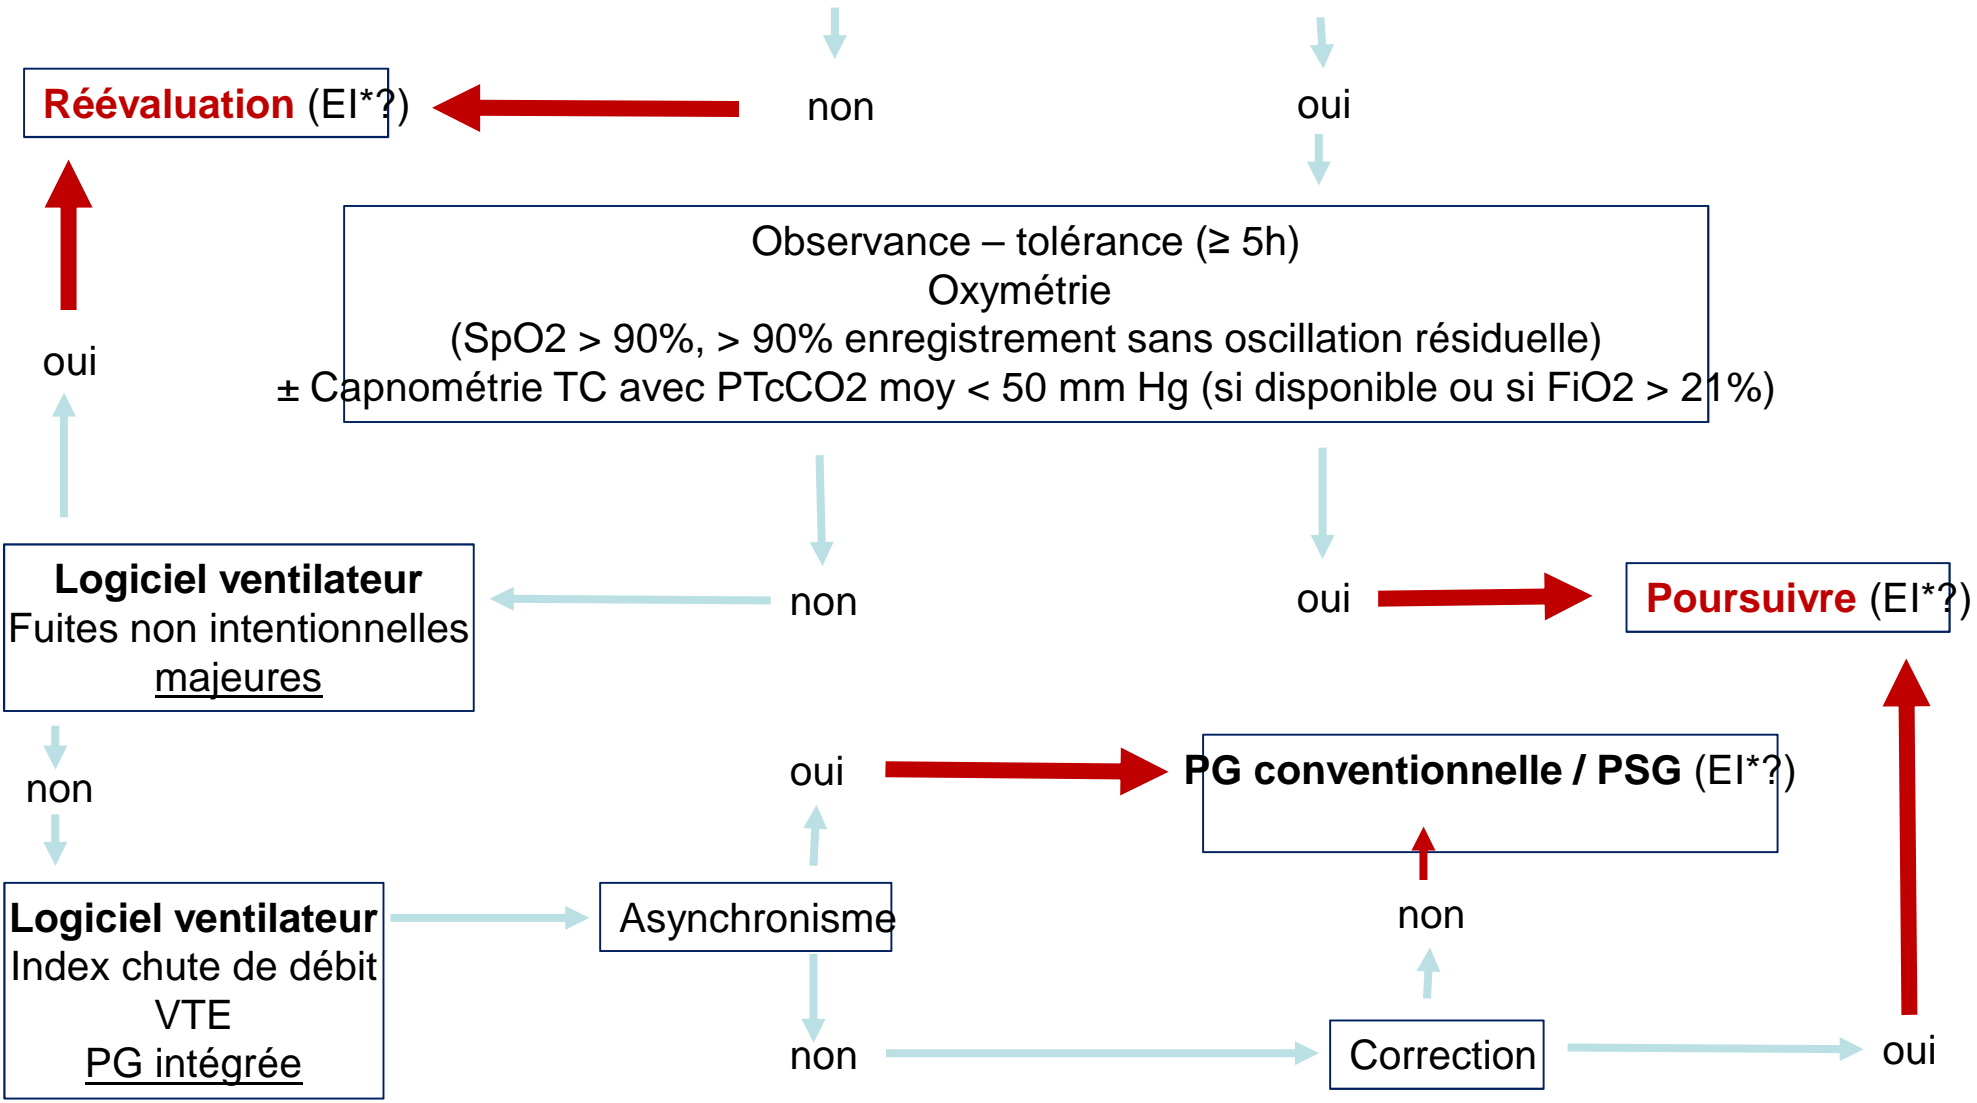 Réévaluation (EI*?)
non
oui
Observance – tolérance (≥ 5h)
Oxymétrie
(SpO2 > 90%, > 90% enregistrement sans oscillation résiduelle)
± Capnométrie TC avec PTcCO2 moy < 50 mm Hg (si disponible ou si FiO2 > 21%)
oui
Logiciel ventilateur
Fuites non intentionnelles
majeures
non
oui
Poursuivre (EI*?)
non
oui
PG conventionnelle / PSG (EI*?)
Logiciel ventilateur
Index chute de débit
VTE
PG intégrée
Asynchronisme
non
non
Correction
oui